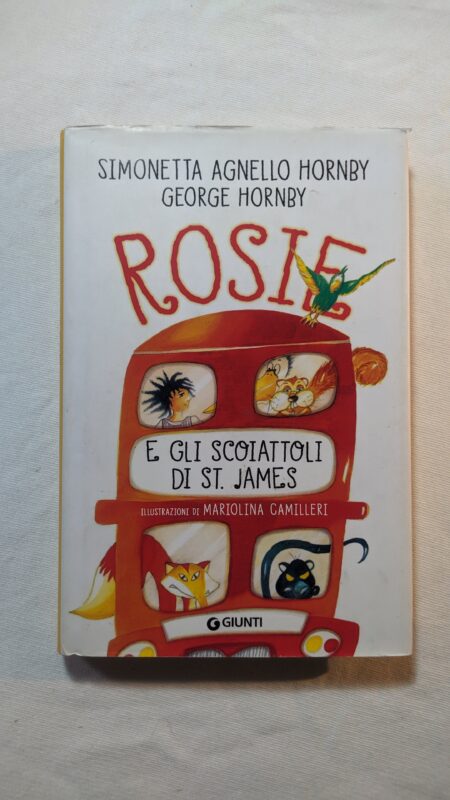 SIMONETTA AGNELLO HORNBY
GEORGE HORNBY
ROSIE
E GLI SCOIATTOLI
DI ST. JAMES
ILLUSTRAZIONI DI MARIOLINA CAMILLERI
GIUNTI